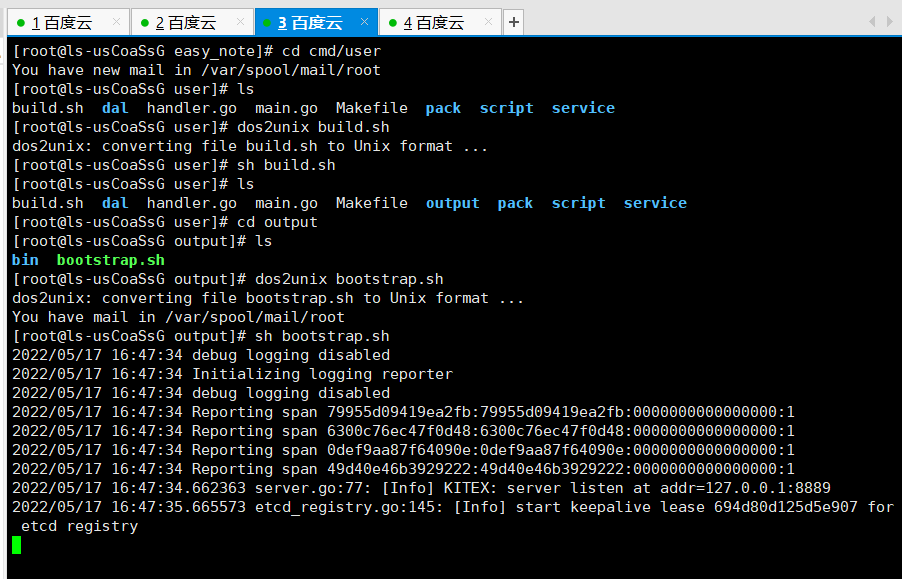 1 百度云 × 2 百度云 × 3 百度云 × 4 百度云 × +
[root@ls-usCoaSsG easy_note]# cd cmd/user
You have new mail in /var/spool/mail/root
[root@ls-usCoaSsG user]# ls
build.sh  dal  handler.go  main.go  Makefile  pack  script  service
[root@ls-usCoaSsG user]# dos2unix build.sh
dos2unix: converting file build.sh to Unix format ...
[root@ls-usCoaSsG user]# sh build.sh
[root@ls-usCoaSsG user]# ls
build.sh  dal  handler.go  main.go  Makefile  output  pack  script  service
[root@ls-usCoaSsG user]# cd output
[root@ls-usCoaSsG output]# ls
bin  bootstrap.sh
[root@ls-usCoaSsG output]# dos2unix bootstrap.sh
dos2unix: converting file bootstrap.sh to Unix format ...
You have mail in /var/spool/mail/root
[root@ls-usCoaSsG output]# sh bootstrap.sh
2022/05/17 16:47:34 debug logging disabled
2022/05/17 16:47:34 Initializing logging reporter
2022/05/17 16:47:34 debug logging disabled
2022/05/17 16:47:34 Reporting span 79955d09419ea2fb:79955d09419ea2fb:0000000000000000:1
2022/05/17 16:47:34 Reporting span 6300c76ec47f0d48:6300c76ec47f0d48:0000000000000000:1
2022/05/17 16:47:34 Reporting span 0def9aa87f64090e:0def9aa87f64090e:0000000000000000:1
2022/05/17 16:47:34 Reporting span 49d40e46b3929222:49d40e46b3929222:0000000000000000:1
2022/05/17 16:47:34.662363 server.go:77: [Info] KITEX: server listen at addr=127.0.0.1:8889
2022/05/17 16:47:35.665573 etcd_registry.go:145: [Info] start keepalive lease 694d80d125d5e907 for
 etcd registry